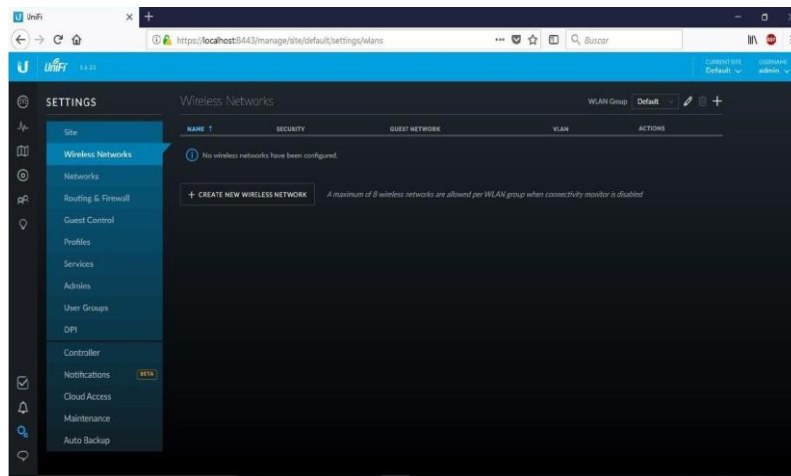 UniFi
https://localhost:8443/manage/site/default/settings/wlans
Buscar
U UniFi
CURRENT SITE
Default
USERNAME
admin
SETTINGS
Site
Wireless Networks
Networks
Routing & Firewall
Guest Control
Profiles
Services
Admins
User Groups
DPI
Controller
Notifications BETA
Cloud Access
Maintenance
Auto Backup
Wireless Networks
WLAN Group Default
NAME ↑ SECURITY GUEST NETWORK VLAN ACTIONS
No wireless networks have been configured.
+ CREATE NEW WIRELESS NETWORK
A maximum of 8 wireless networks are allowed per WLAN group when connectivity monitor is disabled